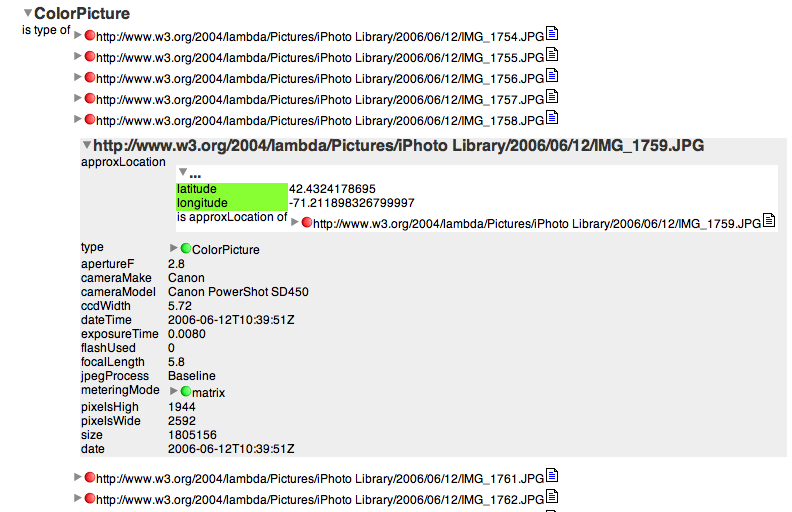 ColorPicture
is type of http://www.w3.org/2004/lambda/Pictures/iPhoto Library/2006/06/12/IMG_1754.JPG
http://www.w3.org/2004/lambda/Pictures/iPhoto Library/2006/06/12/IMG_1755.JPG
http://www.w3.org/2004/lambda/Pictures/iPhoto Library/2006/06/12/IMG_1756.JPG
http://www.w3.org/2004/lambda/Pictures/iPhoto Library/2006/06/12/IMG_1757.JPG
http://www.w3.org/2004/lambda/Pictures/iPhoto Library/2006/06/12/IMG_1758.JPG
http://www.w3.org/2004/lambda/Pictures/iPhoto Library/2006/06/12/IMG_1759.JPG
approxLocation
...
latitude 42.4324178695
longitude -71.211898326799997
is approxLocation of http://www.w3.org/2004/lambda/Pictures/iPhoto Library/2006/06/12/IMG_1759.JPG
type ColorPicture
apertureF 2.8
cameraMake Canon
cameraModel Canon PowerShot SD450
ccdWidth 5.72
dateTime 2006-06-12T10:39:51Z
exposureTime 0.0080
flashUsed 0
focalLength 5.8
jpegProcess Baseline
meteringMode matrix
pixelsHigh 1944
pixelsWide 2592
size 1805156
date 2006-06-12T10:39:51Z
http://www.w3.org/2004/lambda/Pictures/iPhoto Library/2006/06/12/IMG_1761.JPG
http://www.w3.org/2004/lambda/Pictures/iPhoto Library/2006/06/12/IMG_1762.JPG